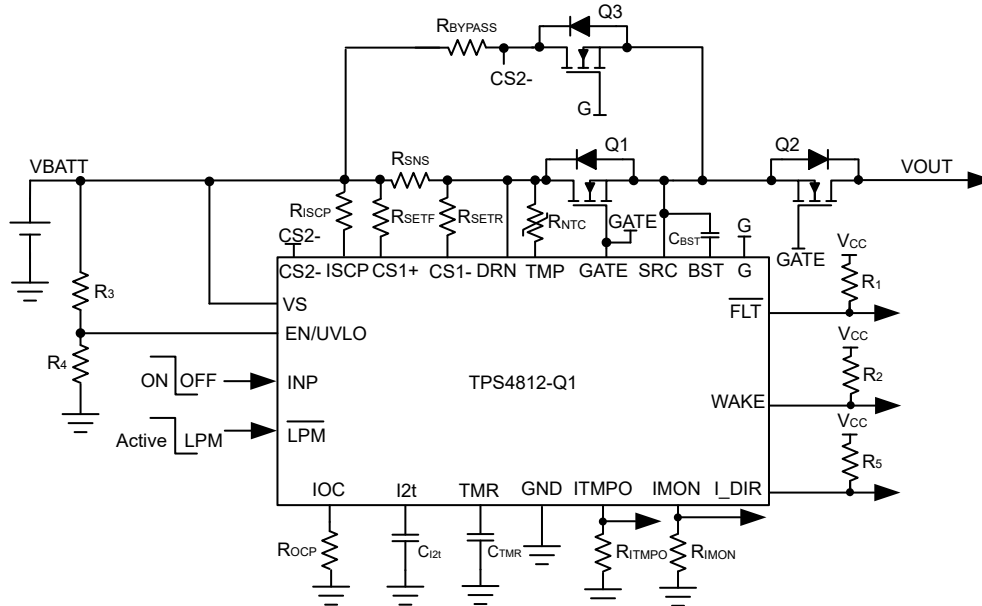 RBYPASS
Q3
CS2-
G
VBATT
RSNS
Q1
Q2
VOUT
RISCP
RSETF
RSETR
RNTC
GATE
CBST
G
GATE
CS2-
CS2- ISCP CS1+ CS1- DRN TMP GATE SRC BST G
VCC
R1
R3
VS
FLT
EN/UVLO
R4
VCC
R2
ON OFF
INP
TPS4812-Q1
WAKE
Active LPM
LPM
VCC
R5
IOC I2t TMR GND ITMPO IMON I_DIR
ROCP
CI2t
CTMR
RITMPO
RIMON